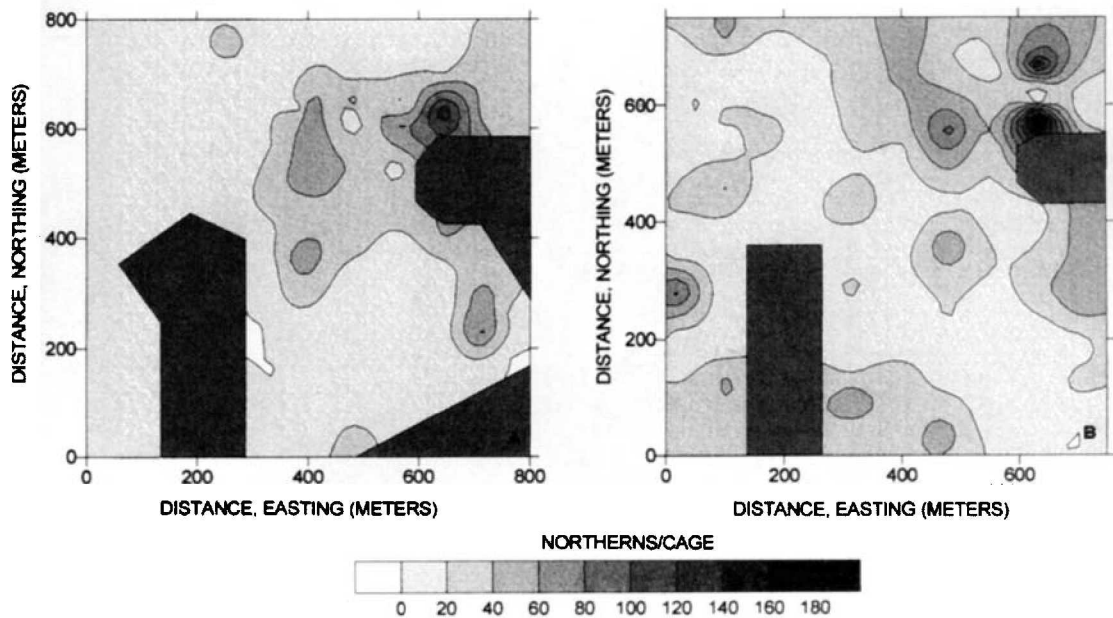 DISTANCE, NORTHING (METERS)
800
600
400
200
0
0 200 400 600 800
DISTANCE, EASTING (METERS)
A
DISTANCE, NORTHING (METERS)
600
400
200
0
0 200 400 600
DISTANCE, EASTING (METERS)
B
NORTHERNS/CAGE
0 20 40 60 80 100 120 140 160 180